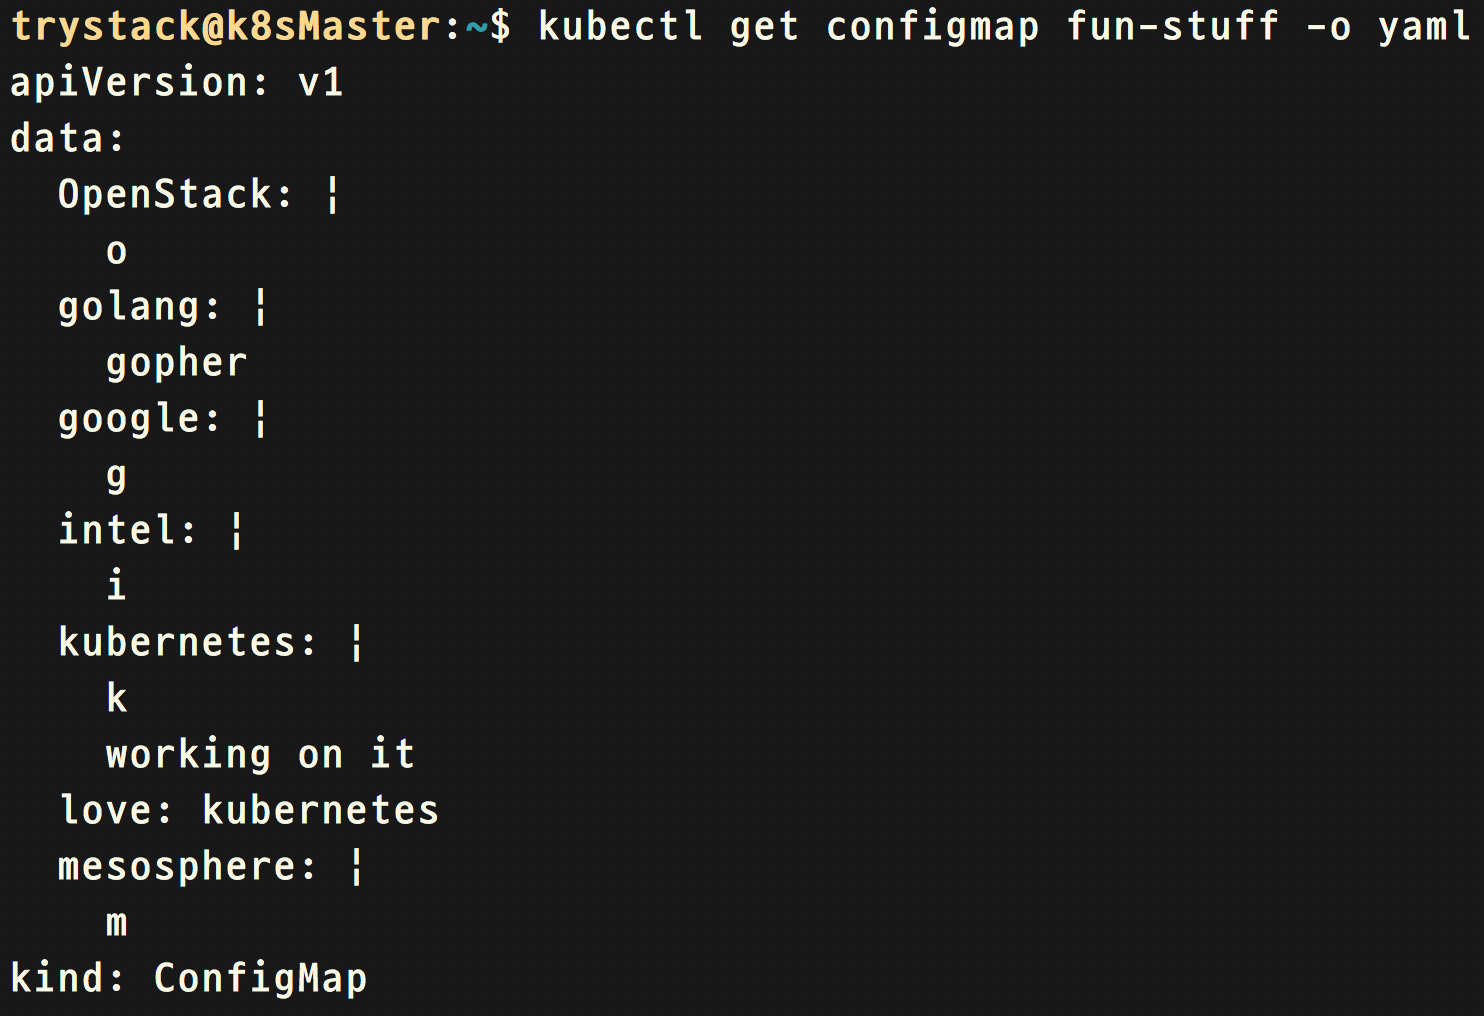 trystack@k8sMaster:~$ kubectl get configmap fun-stuff -o yaml
apiVersion: v1
data:
  OpenStack: |
    o
  golang: |
    gopher
  google: |
    g
  intel: |
    i
  kubernetes: |
    k
    working on it
  love: kubernetes
  mesosphere: |
    m
kind: ConfigMap